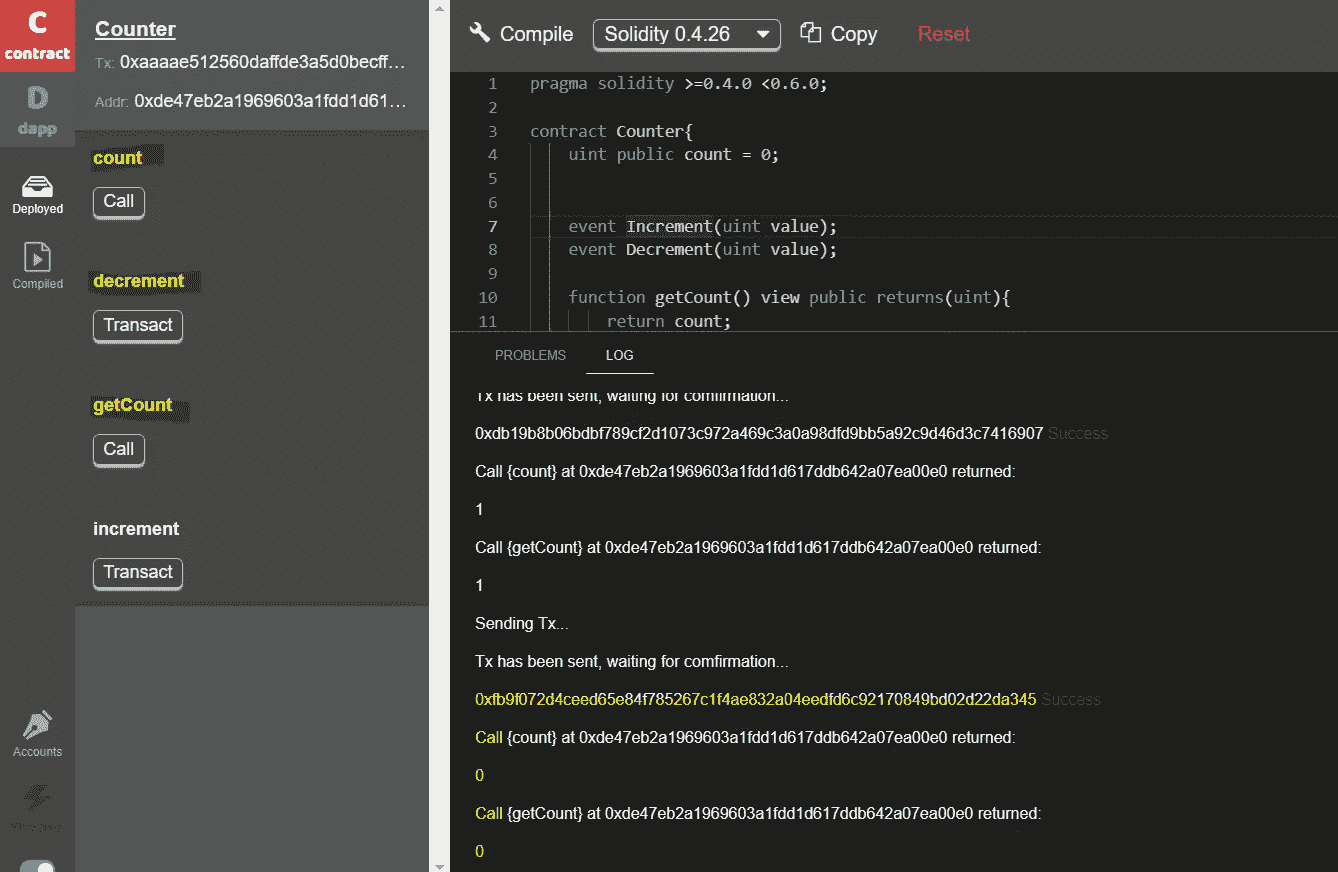 C
contract
D
dapp
Deployed
Compiled
Accounts
Counter
Tx: 0xaaaae512560daffde3a5d0becff...
Addr: 0xde47eb2a1969603a1fdd1d61...
count
Call
decrement
Transact
getCount
Call
increment
Transact
Compile
Solidity 0.4.26
Copy
Reset
1 pragma solidity >=0.4.0 <0.6.0;
2
3 contract Counter{
4 uint public count = 0;
5
6
7 event Increment(uint value);
8 event Decrement(uint value);
9
10 function getCount() view public returns(uint){
11 return count;
PROBLEMS LOG
Tx has been sent, waiting for comfirmation...
0xdb19b8b06bdbf789cf2d1073c972a469c3a0a98dfd9bb5a92c9d46d3c7416907 Success
Call {count} at 0xde47eb2a1969603a1fdd1d617ddb642a07ea00e0 returned:
1
Call {getCount} at 0xde47eb2a1969603a1fdd1d617ddb642a07ea00e0 returned:
1
Sending Tx...
Tx has been sent, waiting for comfirmation...
0xfb9f072d4ceed65e84f785267c1f4ae832a04eedfd6c92170849bd02d22da345 Success
Call {count} at 0xde47eb2a1969603a1fdd1d617ddb642a07ea00e0 returned:
0
Call {getCount} at 0xde47eb2a1969603a1fdd1d617ddb642a07ea00e0 returned:
0